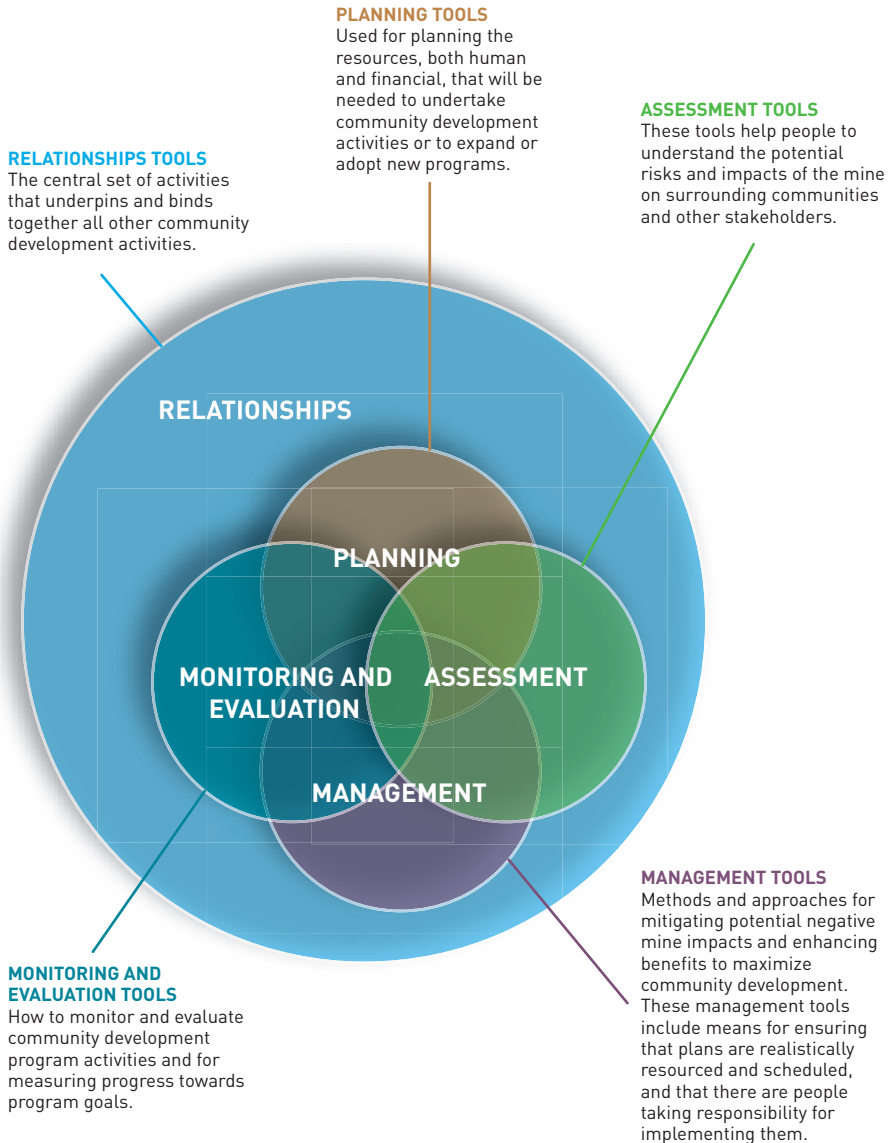 PLANNING TOOLS
Used for planning the
resources, both human
and financial, that will be
needed to undertake
community development
activities or to expand or
adopt new programs.
ASSESSMENT TOOLS
These tools help people to
understand the potential
risks and impacts of the mine
on surrounding communities
and other stakeholders.
RELATIONSHIPS TOOLS
The central set of activities
that underpins and binds
together all other community
development activities.
RELATIONSHIPS
PLANNING
MONITORING AND
EVALUATION
ASSESSMENT
MANAGEMENT
MANAGEMENT TOOLS
Methods and approaches for
mitigating potential negative
mine impacts and enhancing
benefits to maximize
community development.
These management tools
include means for ensuring
that plans are realistically
resourced and scheduled,
and that there are people
taking responsibility for
implementing them.
MONITORING AND
EVALUATION TOOLS
How to monitor and evaluate
community development
program activities and for
measuring progress towards
program goals.